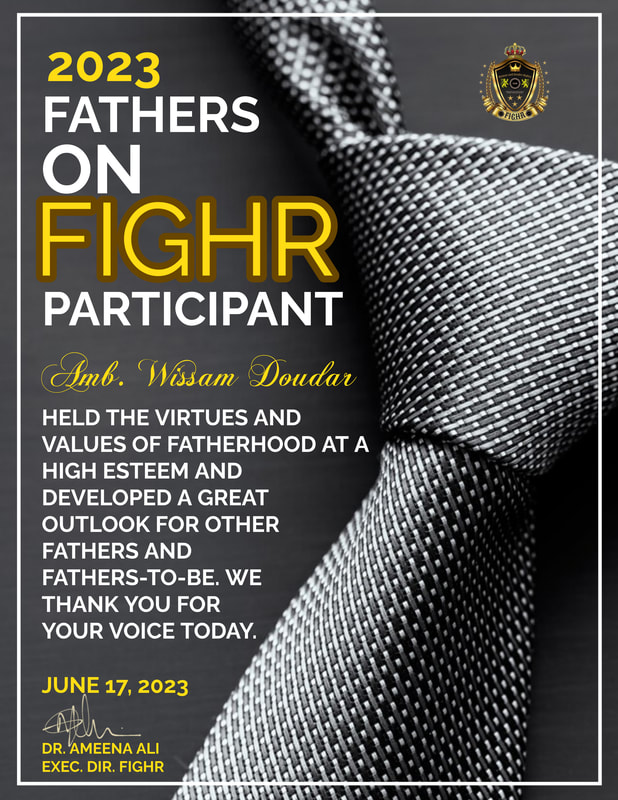 2023
FATHERS
ON
FIGHR
PARTICIPANT
Amb. Wissam Doudar
HELD THE VIRTUES AND
VALUES OF FATHERHOOD AT A
HIGH ESTEEM AND
DEVELOPED A GREAT
OUTLOOK FOR OTHER
FATHERS AND
FATHERS-TO-BE. WE
THANK YOU FOR
YOUR VOICE TODAY.
JUNE 17, 2023
DR. AMEENA ALI
EXEC. DIR. FIGHR
FIGHR